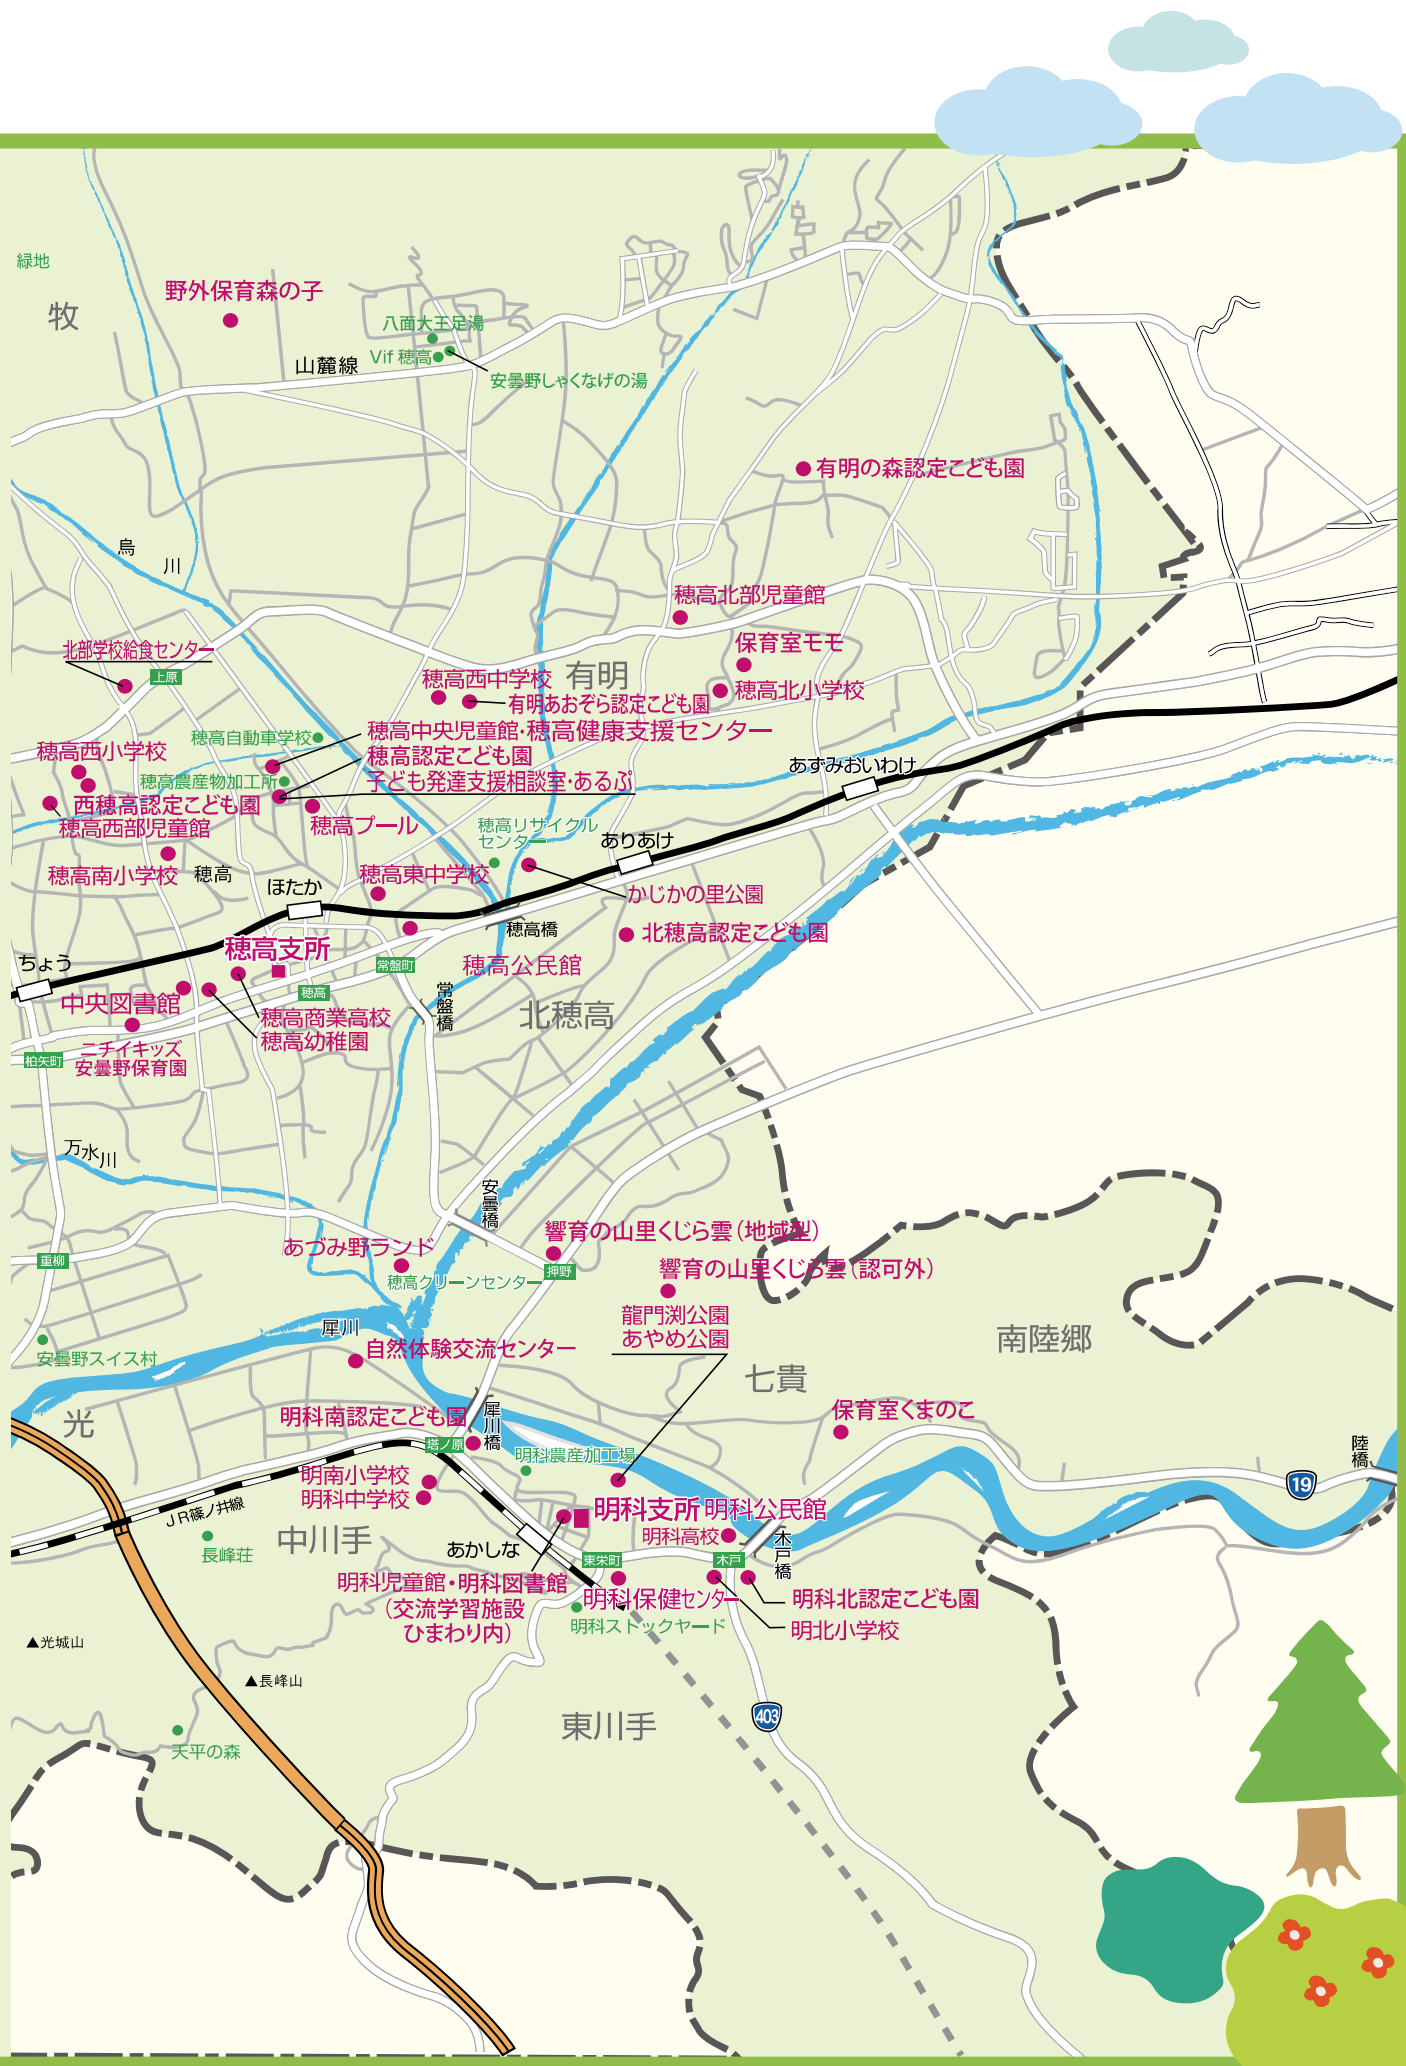 緑地
牧
野外保育森の子
八面大王足湯
Vif 穂高
山麓線
安曇野しゃくなげの湯
有明の森認定こども園
烏
川
穂高北部児童館
北部学校給食センター
上原
保育室モモ
穂高西中学校
有明
穂高北小学校
有明あおぞら認定こども園
穂高自動車学校
穂高中央児童館・穂高健康支援センター
穂高西小学校
穂高認定こども園
あずみおいわけ
穂高農産物加工所
子ども発達支援相談室・あるぷ
西穂高認定こども園
穂高西部児童館
穂高プール
穂高リサイクル
センター
ありあけ
穂高南小学校
穂高
穂高東中学校
ほたか
かじかの里公園
穂高橋
北穂高認定こども園
穂高支所
ちょう
常盤町
穂高公民館
穂高
中央図書館
常盤橋
北穂高
穂高商業高校
穂高幼稚園
ニチイキッズ
安曇野保育園
柏矢町
万水川
安曇橋
響育の山里くじら雲(地域型)
あづみ野ランド
重柳
押野
響育の山里くじら雲(認可外)
穂高クリーンセンター
龍門渕公園
あやめ公園
犀川
南陸郷
自然体験交流センター
安曇野スイス村
七貴
光
明科南認定こども園
犀川橋
保育室くまのこ
塔ノ原
明科農産加工場
陸橋
明南小学校
明科中学校
19
JR篠ノ井線
明科支所
明科公民館
中川手
明科高校
木戸橋
長峰荘
あかしな
東栄町
木戸
明科児童館・明科図書館
(交流学習施設
ひまわり内)
明科保健センター
明科北認定こども園
明科ストックヤード
明北小学校
▲光城山
▲長峰山
東川手
403
天平の森